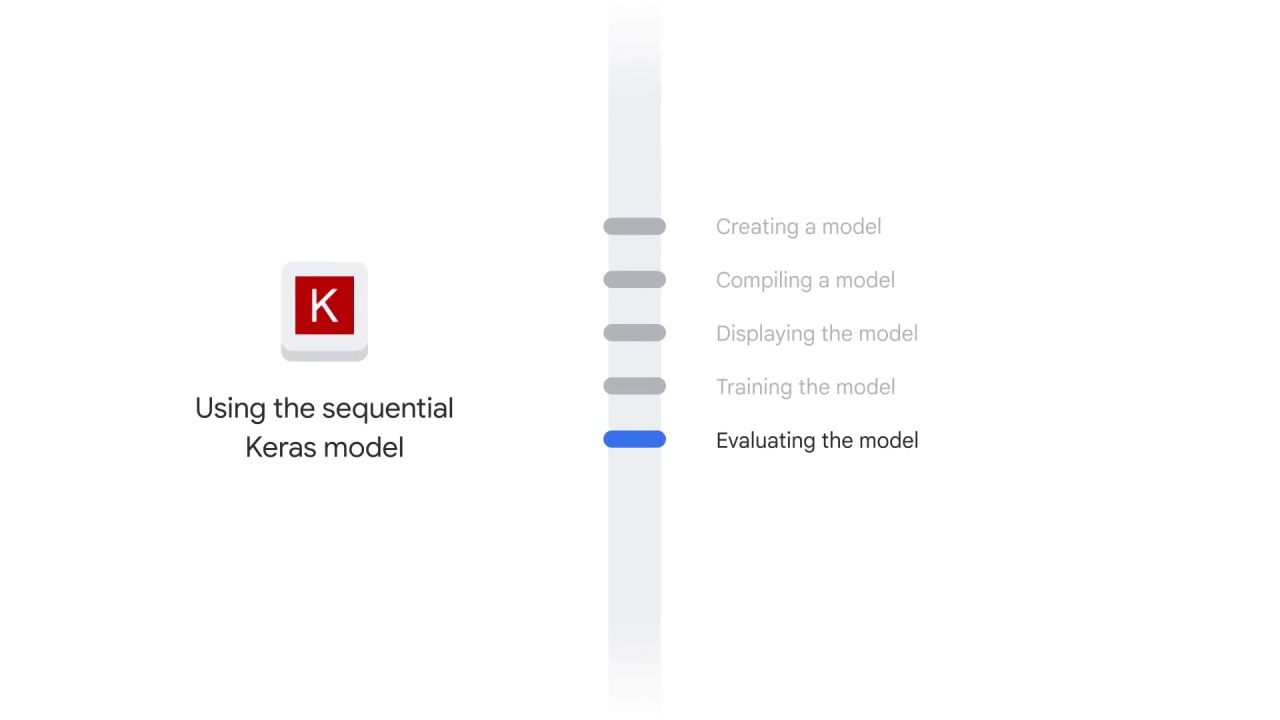 K
Using the sequential
Keras model
Creating a model
Compiling a model
Displaying the model
Training the model
Evaluating the model